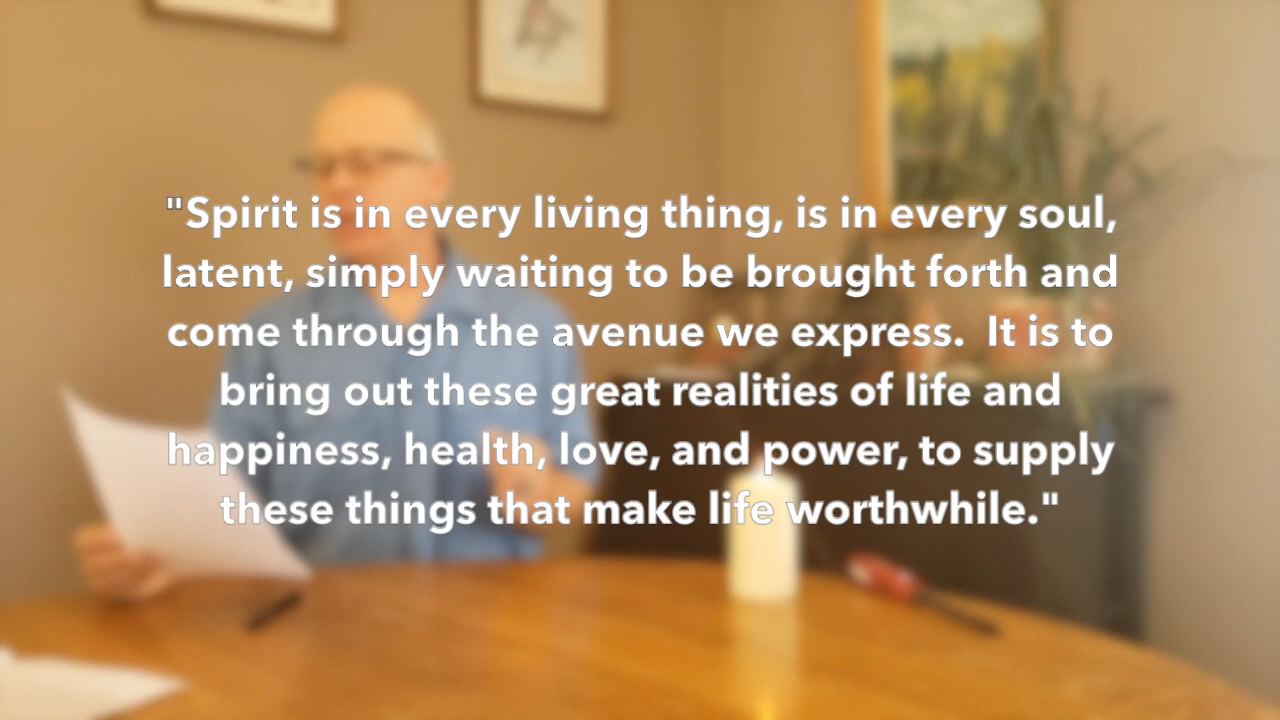 "Spirit is in every living thing, is in every soul,
latent, simply waiting to be brought forth and
come through the avenue we express.  It is to
bring out these great realities of life and
happiness, health, love, and power, to supply
these things that make life worthwhile."